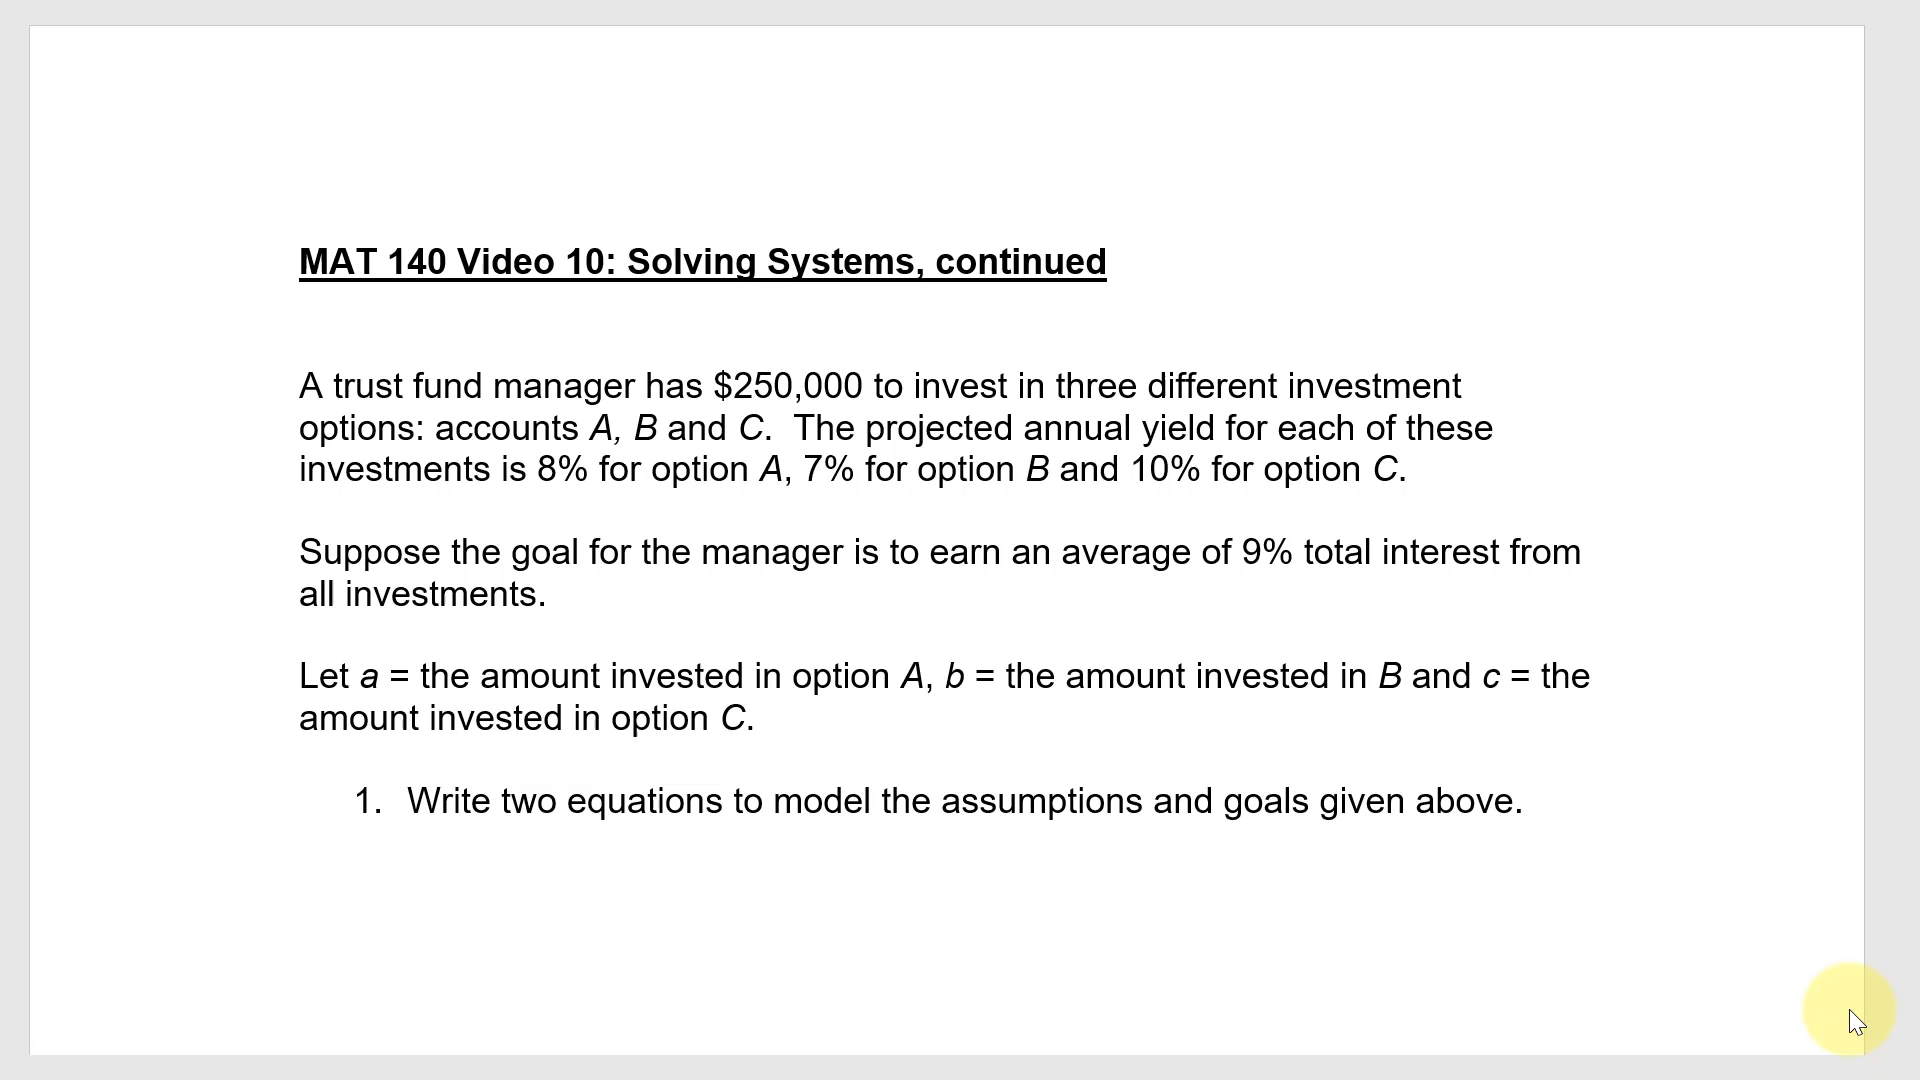 MAT 140 Video 10: Solving Systems, continued
A trust fund manager has $250,000 to invest in three different investment
options: accounts A, B and C.  The projected annual yield for each of these
investments is 8% for option A, 7% for option B and 10% for option C.
Suppose the goal for the manager is to earn an average of 9% total interest from
all investments.
Let a = the amount invested in option A, b = the amount invested in B and c = the
amount invested in option C.
1. Write two equations to model the assumptions and goals given above.